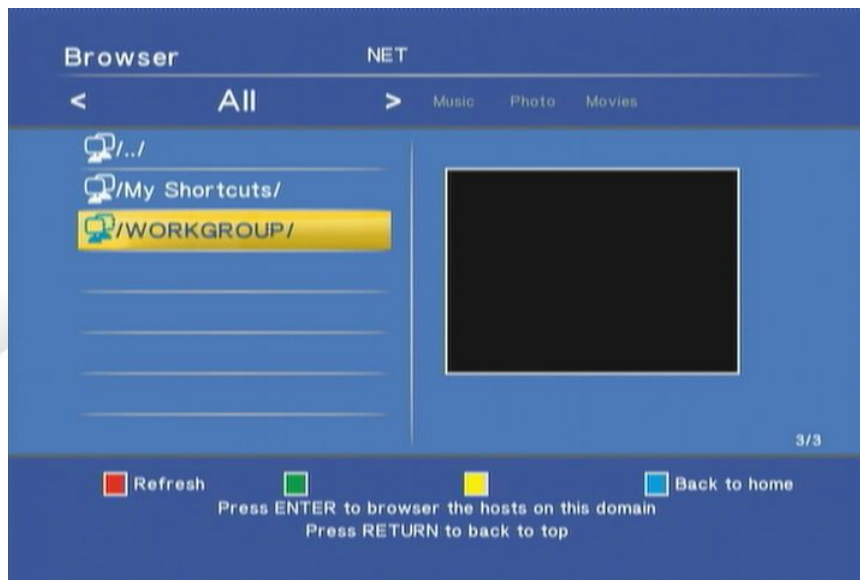 Browser NET
< All > Music Photo Movies
/../
/My Shortcuts/
/WORKGROUP/
3/3
Refresh Back to home
Press ENTER to browser the hosts on this domain
Press RETURN to back to top